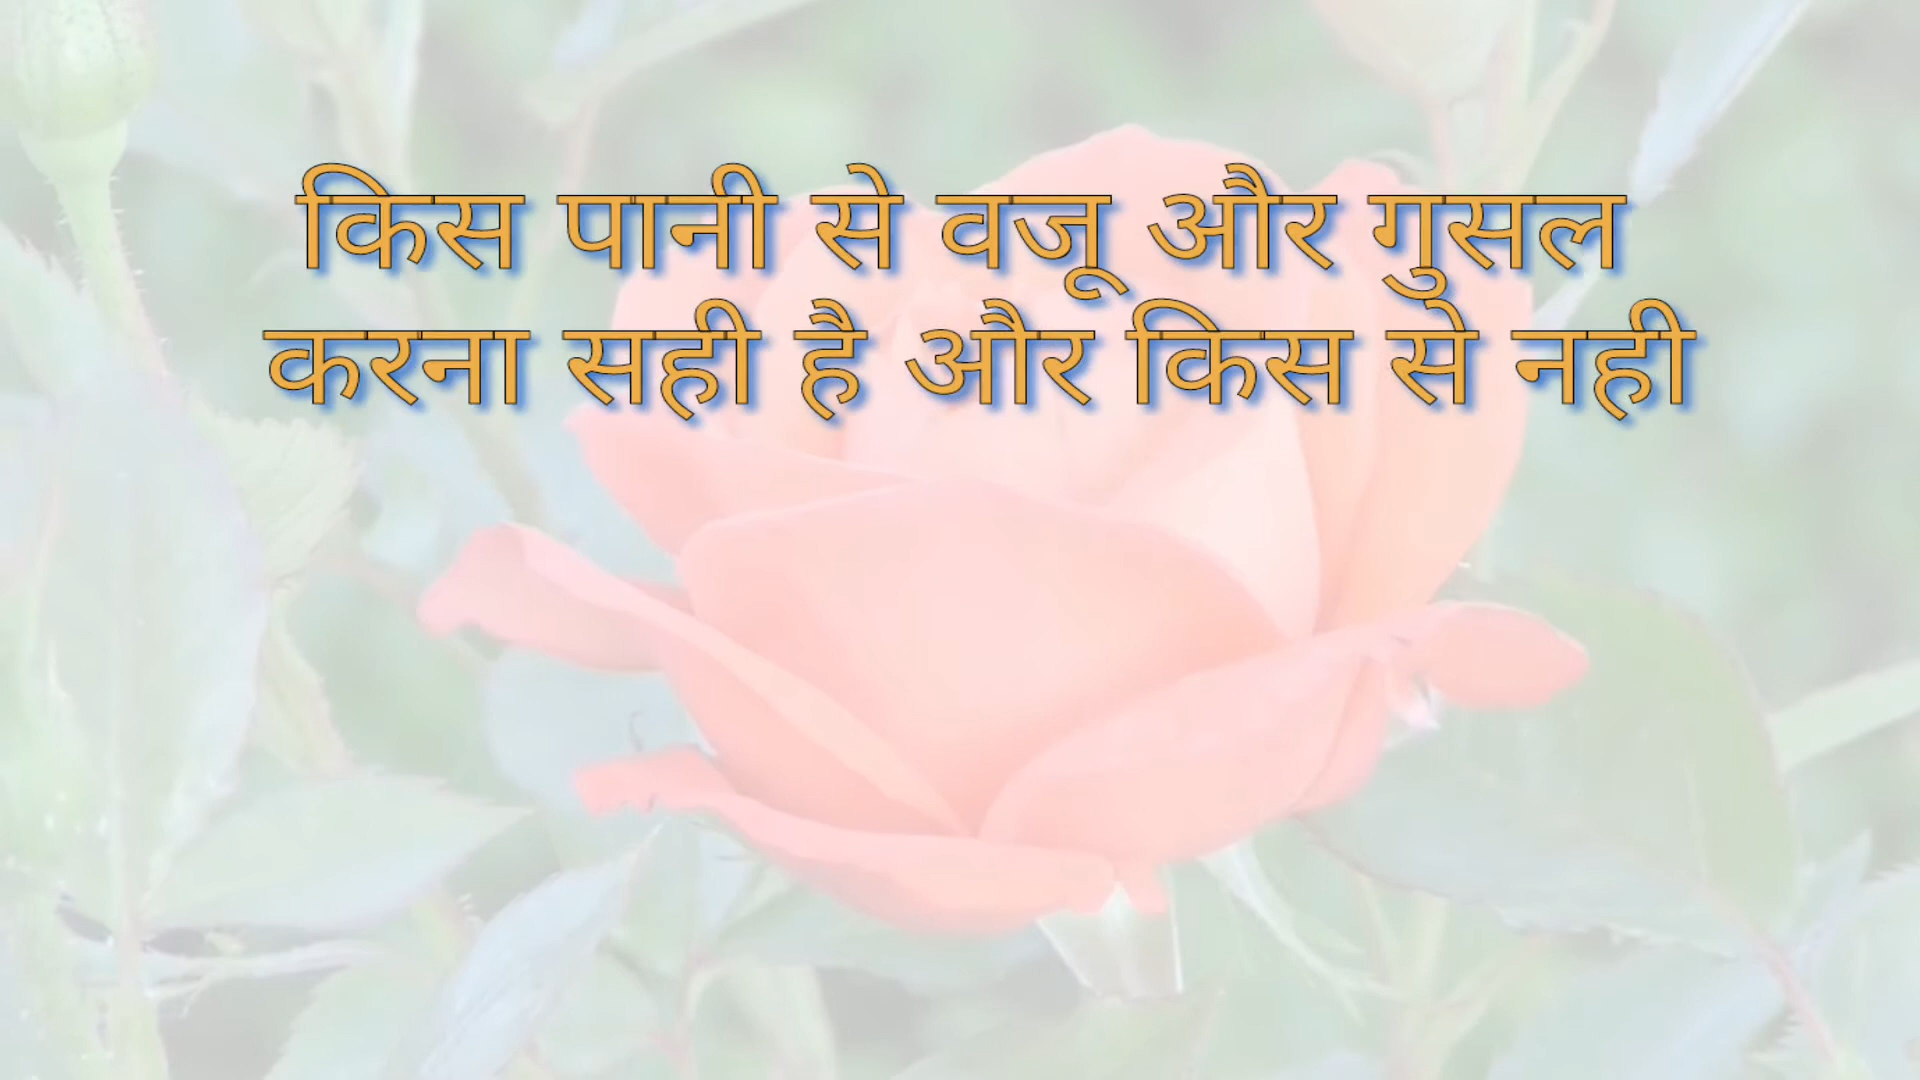 किस पानी से वजू और गुसल
करना सही है और किस से नही